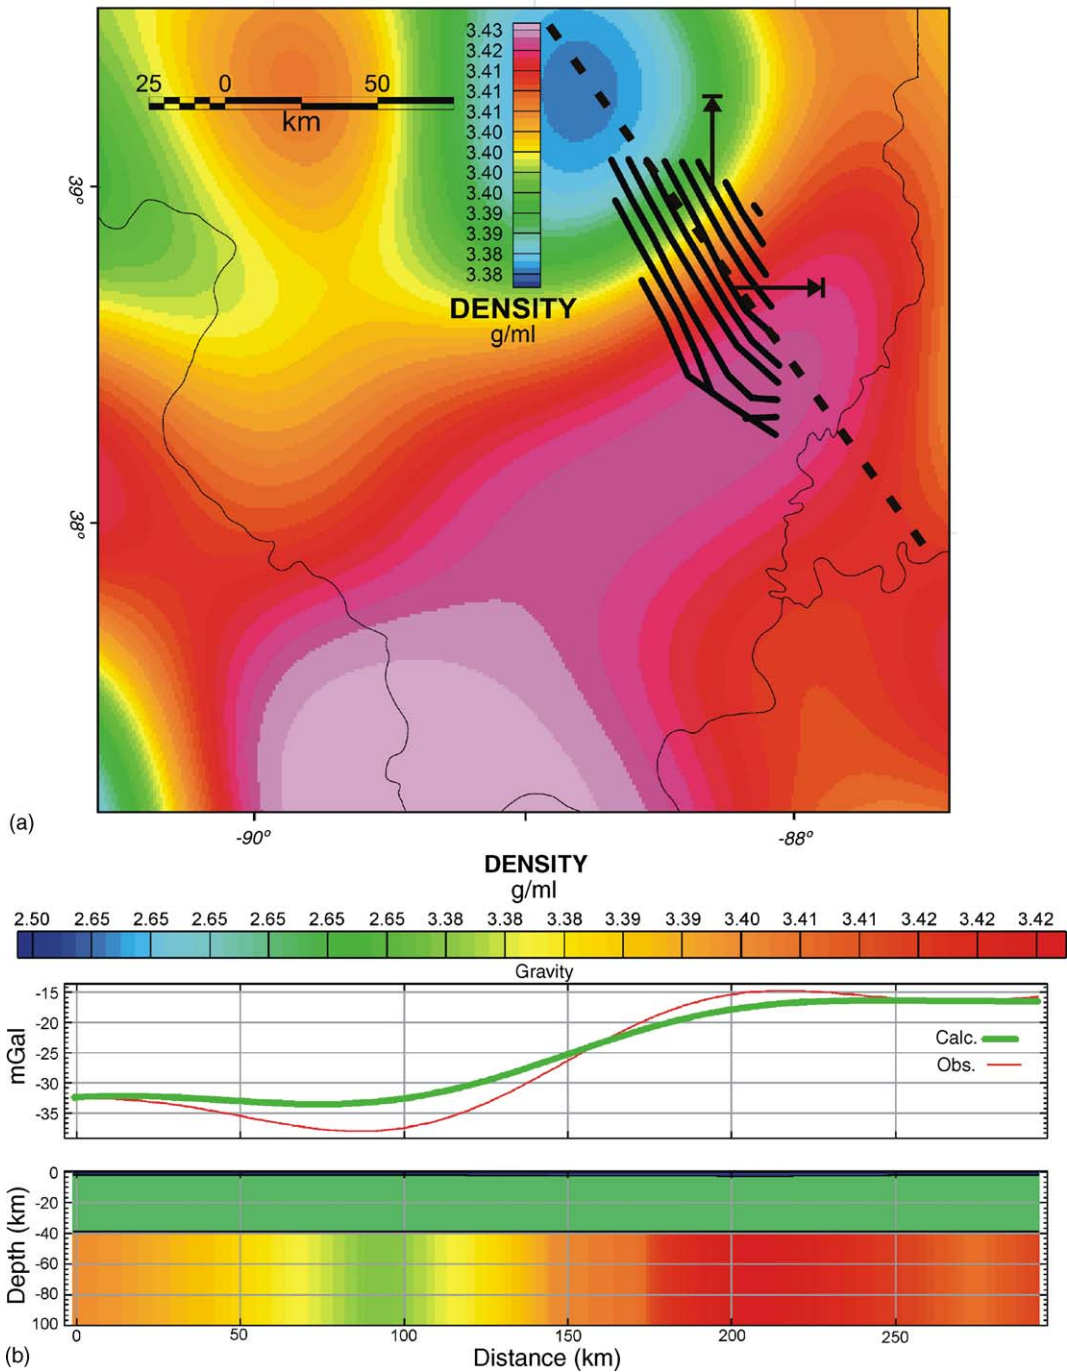 25 0 50
km
3.43
3.42
3.41
3.41
3.41
3.40
3.40
3.40
3.40
3.39
3.39
3.38
3.38
DENSITY
g/ml
39º
38º
(a)
-90º -88º
DENSITY
g/ml
2.50 2.65 2.65 2.65 2.65 2.65 2.65 3.38 3.38 3.38 3.39 3.39 3.40 3.41 3.41 3.42 3.42 3.42
Gravity
-15
-20
-25
-30
-35
mGal
Calc.
Obs.
0
-20
-40
-60
-80
100
Depth (km)
0 50 100 150 200 250
(b)
Distance (km)